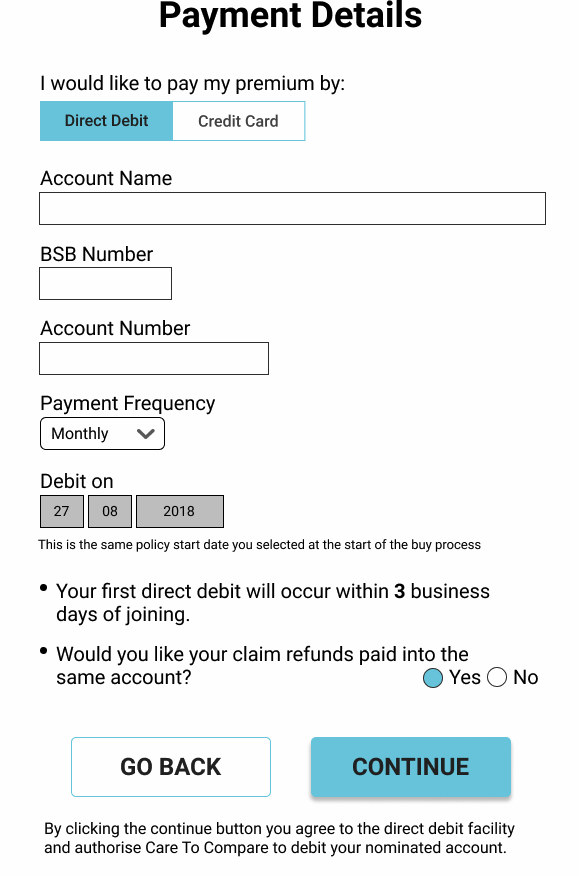 Payment Details
I would like to pay my premium by:
Direct Debit Credit Card
Account Name
BSB Number
Account Number
Payment Frequency
Monthly
Debit on
27 08 2018
This is the same policy start date you selected at the start of the buy process
• Your first direct debit will occur within 3 business
days of joining.
• Would you like your claim refunds paid into the
same account? Yes No
GO BACK CONTINUE
By clicking the continue button you agree to the direct debit facility
and authorise Care To Compare to debit your nominated account.